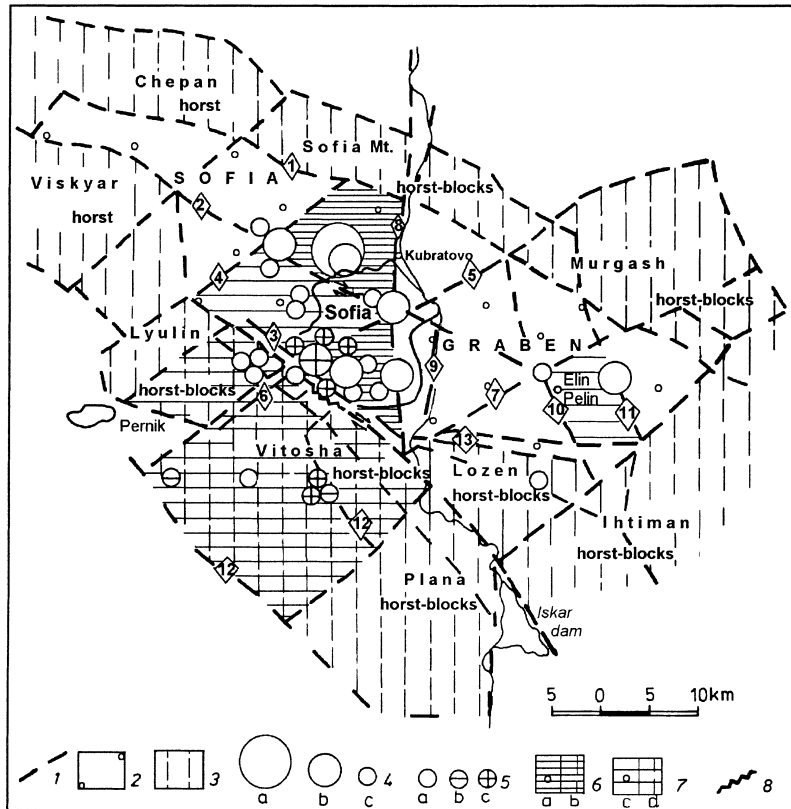 Chepan
horst
Sofia Mt.
horst-blocks
SOFIA
1
Viskyar
horst
2
8
Kubratovo
5
Murgash
horst-blocks
4
Sofia
Lyulin
horst-blocks
3
GRABEN
9
6
7
Elin
Pelin
10
11
Pernik
13
Vitosha
horst-blocks
Lozen
horst-blocks
12
12
Ihtiman
horst-blocks
Plana
horst-blocks
Iskar
dam
5 0 5 10km
1 2 3 4 5 6 7 8
a b c a b c a b c d